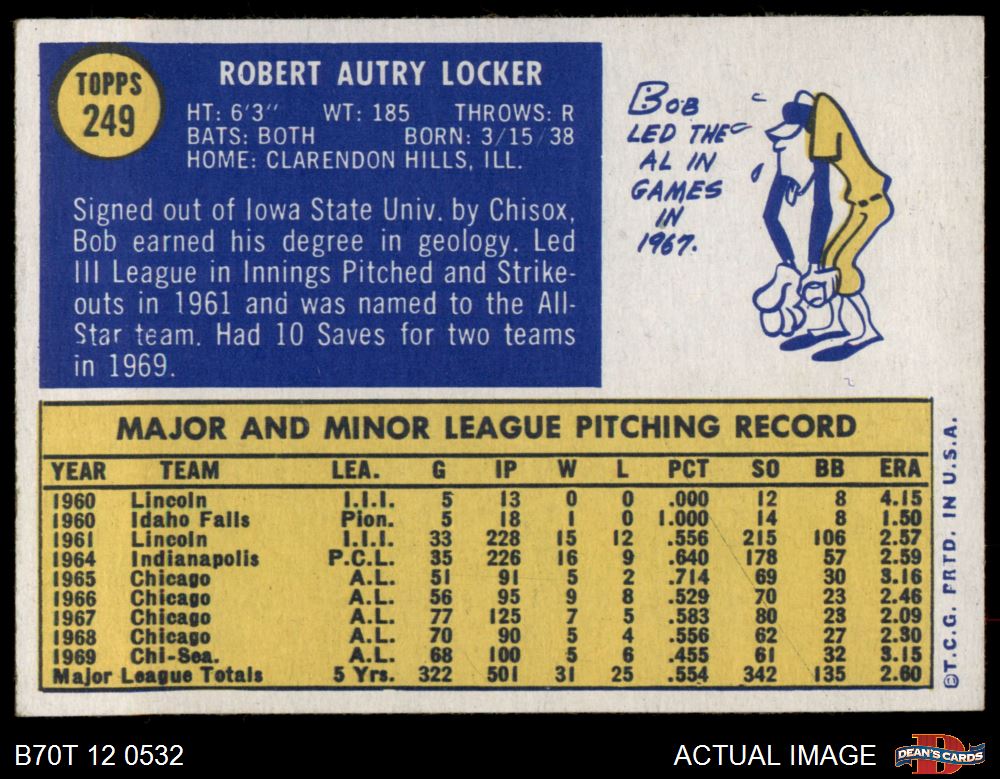 TOPPS
249
ROBERT AUTRY LOCKER
HT: 6'3" WT: 185 THROWS: R
BATS: BOTH BORN: 3/15/38
HOME: CLARENDON HILLS, ILL.
Signed out of Iowa State Univ. by Chisox,
Bob earned his degree in geology. Led
III League in Innings Pitched and Strike-
outs in 1961 and was named to the All-
Star team. Had 10 Saves for two teams
in 1969.
BOB
LED THE
AL IN
GAMES
IN
1967.
MAJOR AND MINOR LEAGUE PITCHING RECORD
YEAR TEAM LEA. G IP W L PCT SO BB ERA
1960 Lincoln I.I.I. 5 13 0 0 .000 12 8 4.15
1960 Idaho Falls Pion. 5 18 1 0 1.000 14 8 1.50
1961 Lincoln I.I.I. 33 228 15 12 .556 215 106 2.57
1964 Indianapolis P.C.L. 35 226 16 9 .640 178 57 2.59
1965 Chicago A.L. 51 91 5 2 .714 69 30 3.16
1966 Chicago A.L. 56 95 9 8 .529 70 23 2.46
1967 Chicago A.L. 77 125 7 5 .583 80 23 2.09
1968 Chicago A.L. 70 90 5 4 .556 62 27 2.30
1969 Chi-Sea. A.L. 68 100 5 6 .455 61 32 3.15
Major League Totals 5 Yrs. 322 501 31 25 .554 342 135 2.60
©T.C.G. PRTD. IN U.S.A.
B70T 12 0532
ACTUAL IMAGE
DEAN'S CARDS